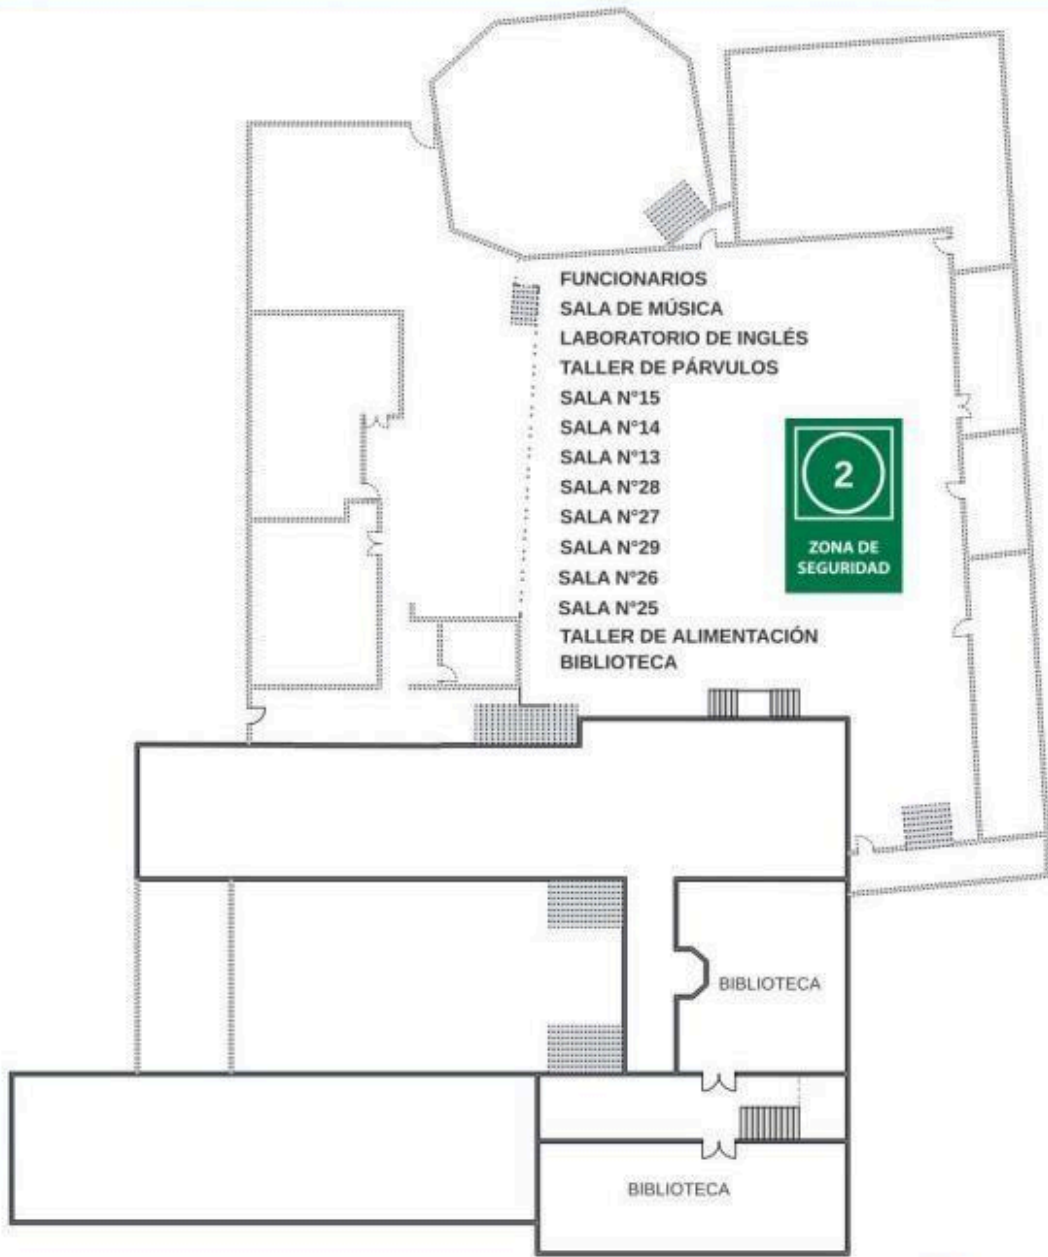 FUNCIONARIOS
SALA DE MÚSICA
LABORATORIO DE INGLÉS
TALLER DE PÁRVULOS
SALA N°15
SALA N°14
SALA N°13
SALA N°28
SALA N°27
SALA N°29
SALA N°26
SALA N°25
TALLER DE ALIMENTACIÓN
BIBLIOTECA
2
ZONA DE
SEGURIDAD
BIBLIOTECA
BIBLIOTECA